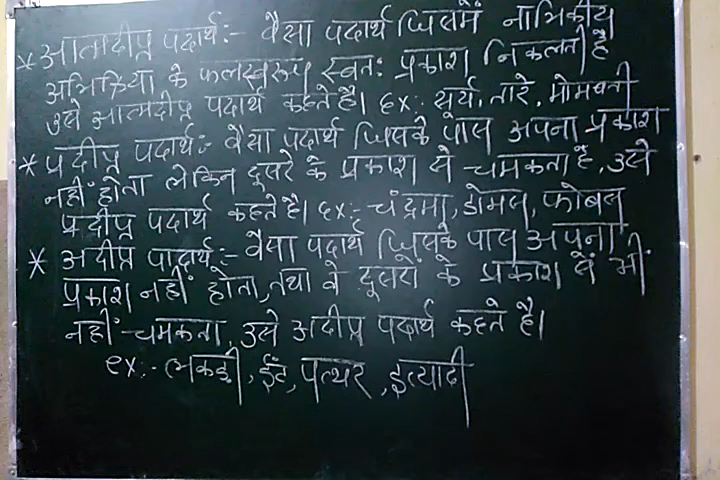 * आत्मदीप्त पदार्थ:- वैसा पदार्थ जिसमें नाभिकीय
अभिक्रिया के फलस्वरूप स्वत: प्रकाश निकलती है
उसे आत्मदीप्त पदार्थ कहते है। ex:- सूर्य, तारे, मोमबत्ती
* प्रदीप्त पदार्थ:- वैसा पदार्थ जिसके पास अपना प्रकाश
नहीं होता लेकिन दूसरे के प्रकाश से चमकता है, उसे
प्रदीप्त पदार्थ कहते है। ex:- चंद्रमा, डोमस, फोबस
* अदीप्त पादार्थ:- वैसा पदार्थ जिसके पास अपना
प्रकाश नहीं होता, तथा वे दूसरों के प्रकाश से भी
नहीं चमकता, उसे अदीप्त पदार्थ कहते है।
ex:- लकड़ी, ईंट, पत्थर, इत्यादी